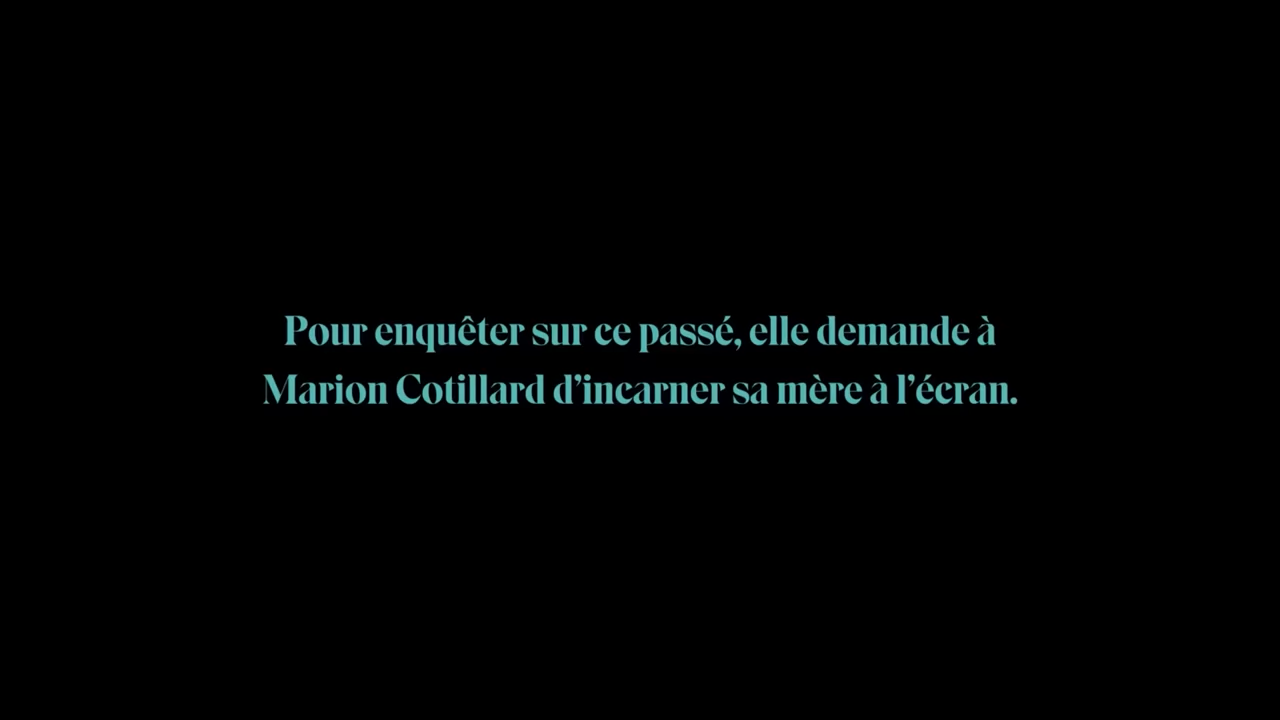 Pour enquêter sur ce passé, elle demande à
Marion Cotillard d’incarner sa mère à l’écran.